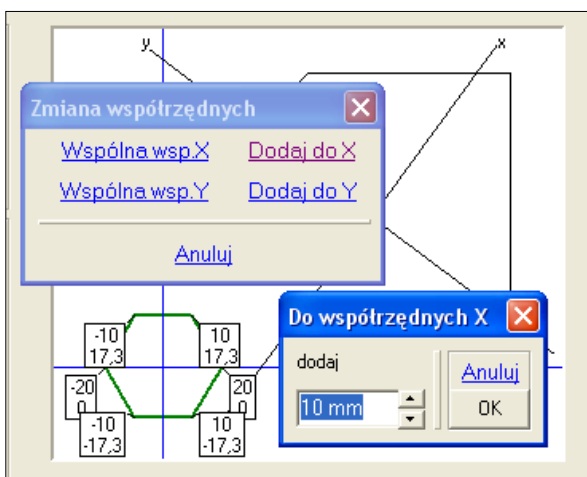 y
x
Zmiana współrzędnych
Wspólna wsp.X
Dodaj do X
Wspólna wsp.Y
Dodaj do Y
Anuluj
Do współrzędnych X
dodaj
10 mm
Anuluj
OK
-10
17,3
10
17,3
-20
0
20
0
-10
-17,3
10
-17,3